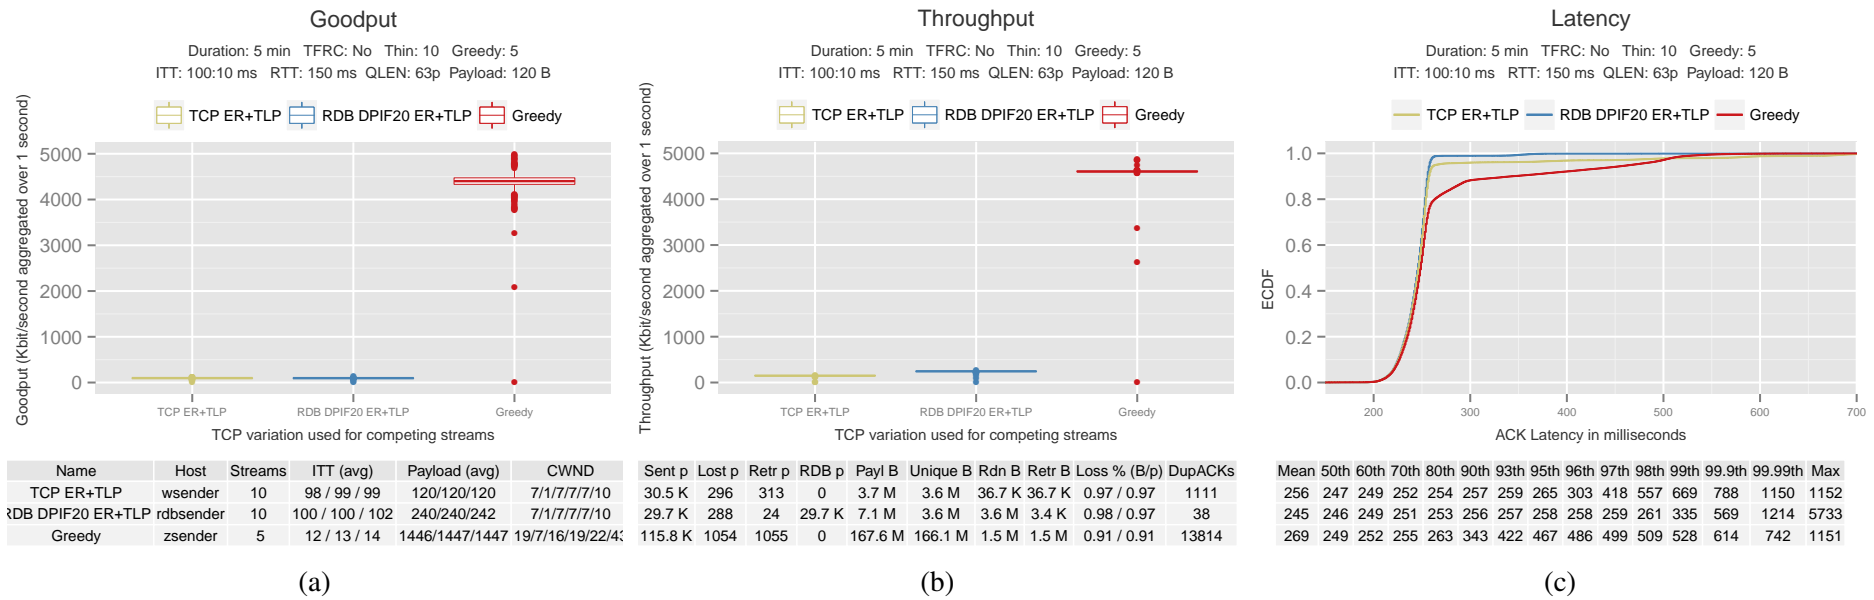 Goodput
Duration: 5 min TFRC: No Thin: 10 Greedy: 5
ITT: 100:10 ms RTT: 150 ms QLEN: 63p Payload: 120 B
TCP ER+TLP RDB DPIF20 ER+TLP Greedy
Goodput (Kbit/second aggregated over 1 second)
5000
4000
3000
2000
1000
0
TCP ER+TLP RDB DPIF20 ER+TLP Greedy
TCP variation used for competing streams
Name Host Streams ITT (avg) Payload (avg) CWND
TCP ER+TLP wsender 10 98 / 99 / 99 120/120/120 7/1/7/7/7/10
RDB DPIF20 ER+TLP rdbsender 10 100 / 100 / 102 240/240/242 7/1/7/7/7/10
Greedy zsender 5 12 / 13 / 14 1446/1447/1447 19/7/16/19/22/43
(a)
Throughput
Duration: 5 min TFRC: No Thin: 10 Greedy: 5
ITT: 100:10 ms RTT: 150 ms QLEN: 63p Payload: 120 B
TCP ER+TLP RDB DPIF20 ER+TLP Greedy
Throughput (Kbit/second aggregated over 1 second)
5000
4000
3000
2000
1000
0
TCP ER+TLP RDB DPIF20 ER+TLP Greedy
TCP variation used for competing streams
Sent p Lost p Retr p RDB p Payl B Unique B Rdn B Retr B Loss % (B/p) DupACKs
30.5 K 296 313 0 3.7 M 3.6 M 36.7 K 36.7 K 0.97 / 0.97 1111
29.7 K 288 24 29.7 K 7.1 M 3.6 M 3.6 M 3.4 K 0.98 / 0.97 38
115.8 K 1054 1055 0 167.6 M 166.1 M 1.5 M 1.5 M 0.91 / 0.91 13814
(b)
Latency
Duration: 5 min TFRC: No Thin: 10 Greedy: 5
ITT: 100:10 ms RTT: 150 ms QLEN: 63p Payload: 120 B
TCP ER+TLP RDB DPIF20 ER+TLP Greedy
ECDF
1.0
0.8
0.6
0.4
0.2
0.0
200 300 400 500 600 700
ACK Latency in milliseconds
Mean 50th 60th 70th 80th 90th 93th 95th 96th 97th 98th 99th 99.9th 99.99th Max
256 247 249 252 254 257 259 265 303 418 557 669 788 1150 1152
245 246 249 251 253 256 257 258 258 259 261 335 569 1214 5733
269 249 252 255 263 343 422 467 486 499 509 528 614 742 1151
(c)